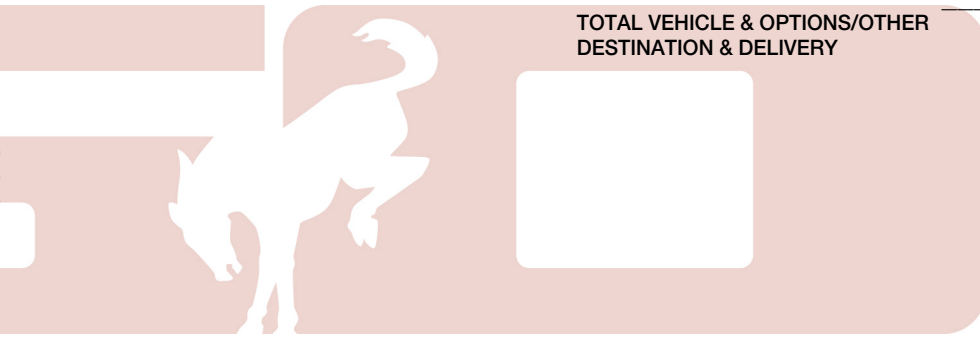 TOTAL VEHICLE & OPTIONS/OTHER
DESTINATION & DELIVERY